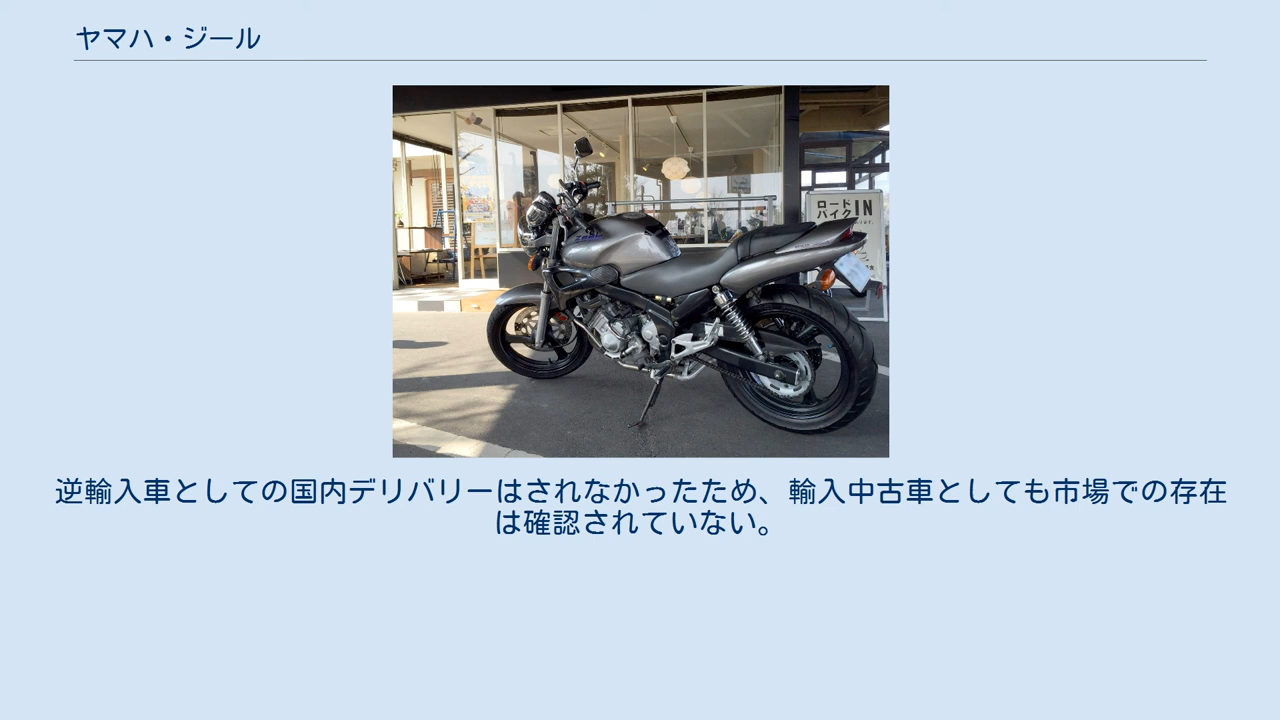 ヤマハ・ジール
ロード
バイク IN
逆輸入車としての国内デリバリーはされなかったため、輸入中古車としても市場での存在
は確認されていない。